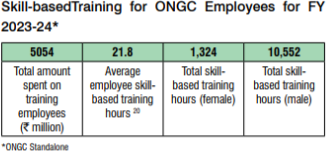 Skill-basedTraining for ONGC Employees for FY
2023-24*
5054
21.8
1,324
10,552
Total amount
spent on
training
employees
(₹ million)
Average
employee skill-
based training
hours 20
Total skill-
based training
hours (female)
Total skill-
based training
hours (male)
*ONGC Standalone